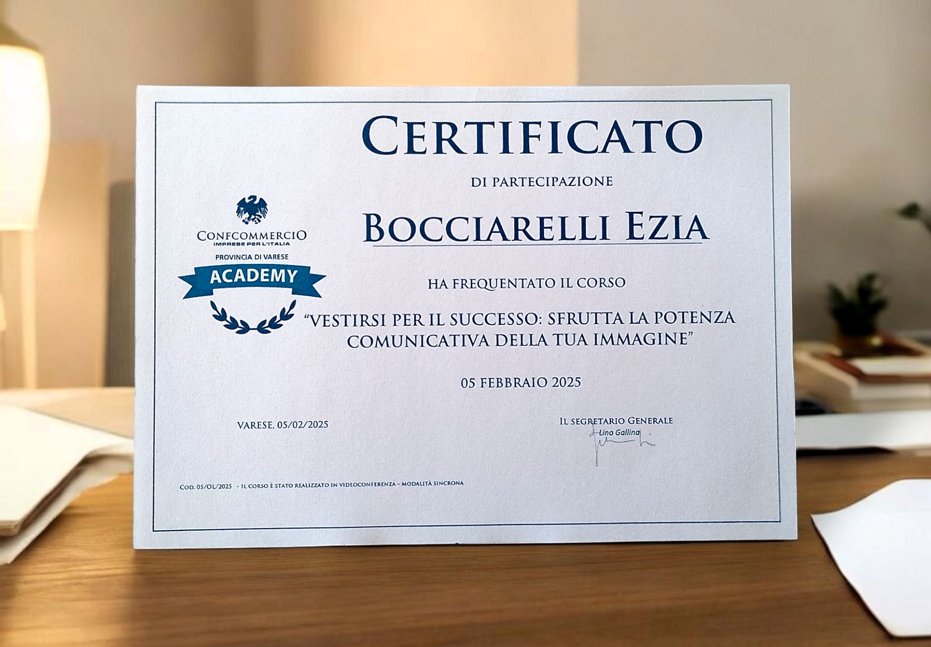 CERTIFICATO
DI PARTECIPAZIONE
BOCCIARELLI EZIA
CONFCOMMERCIO
IMPRESE PER L'ITALIA
PROVINCIA DI VARESE
ACADEMY
HA FREQUENTATO IL CORSO
“VESTIRSI PER IL SUCCESSO: SFRUTTA LA POTENZA
COMUNICATIVA DELLA TUA IMMAGINE”
05 FEBBRAIO 2025
VARESE, 05/02/2025
IL SEGRETARIO GENERALE
Lino Gallina
COD. 05/OL/2025 - IL CORSO È STATO REALIZZATO IN VIDEOCONFERENZA – MODALITÀ SINCRONA